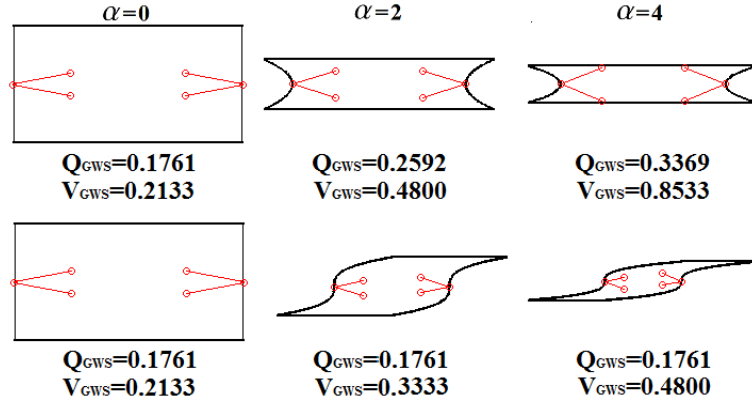 α=0 α=2 α=4
QGWS=0.1761 QGWS=0.2592 QGWS=0.3369
VGWS=0.2133 VGWS=0.4800 VGWS=0.8533
QGWS=0.1761 QGWS=0.1761 QGWS=0.1761
VGWS=0.2133 VGWS=0.3333 VGWS=0.4800